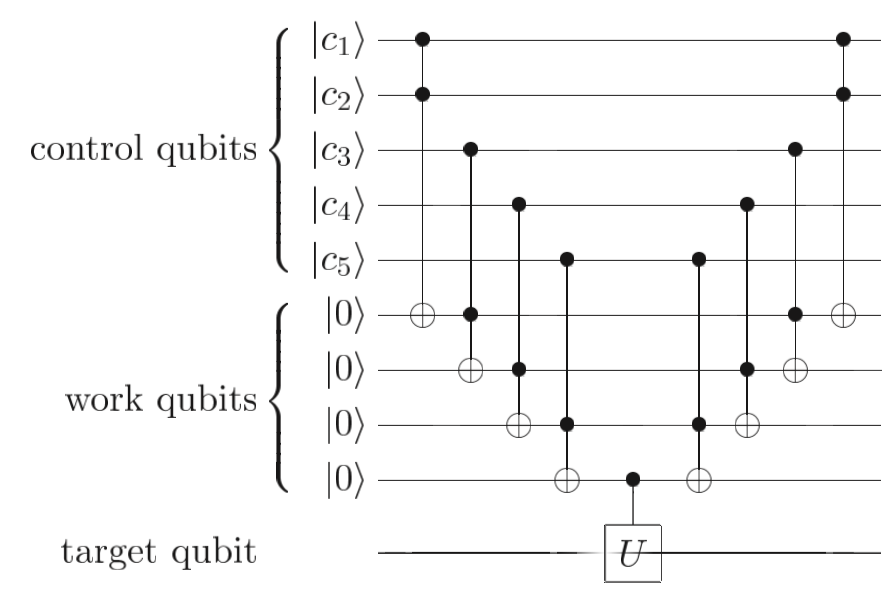 |c₁⟩
|c₂⟩
control qubits |c₃⟩
|c₄⟩
|c₅⟩
|0⟩
|0⟩
work qubits
|0⟩
|0⟩
target qubit U